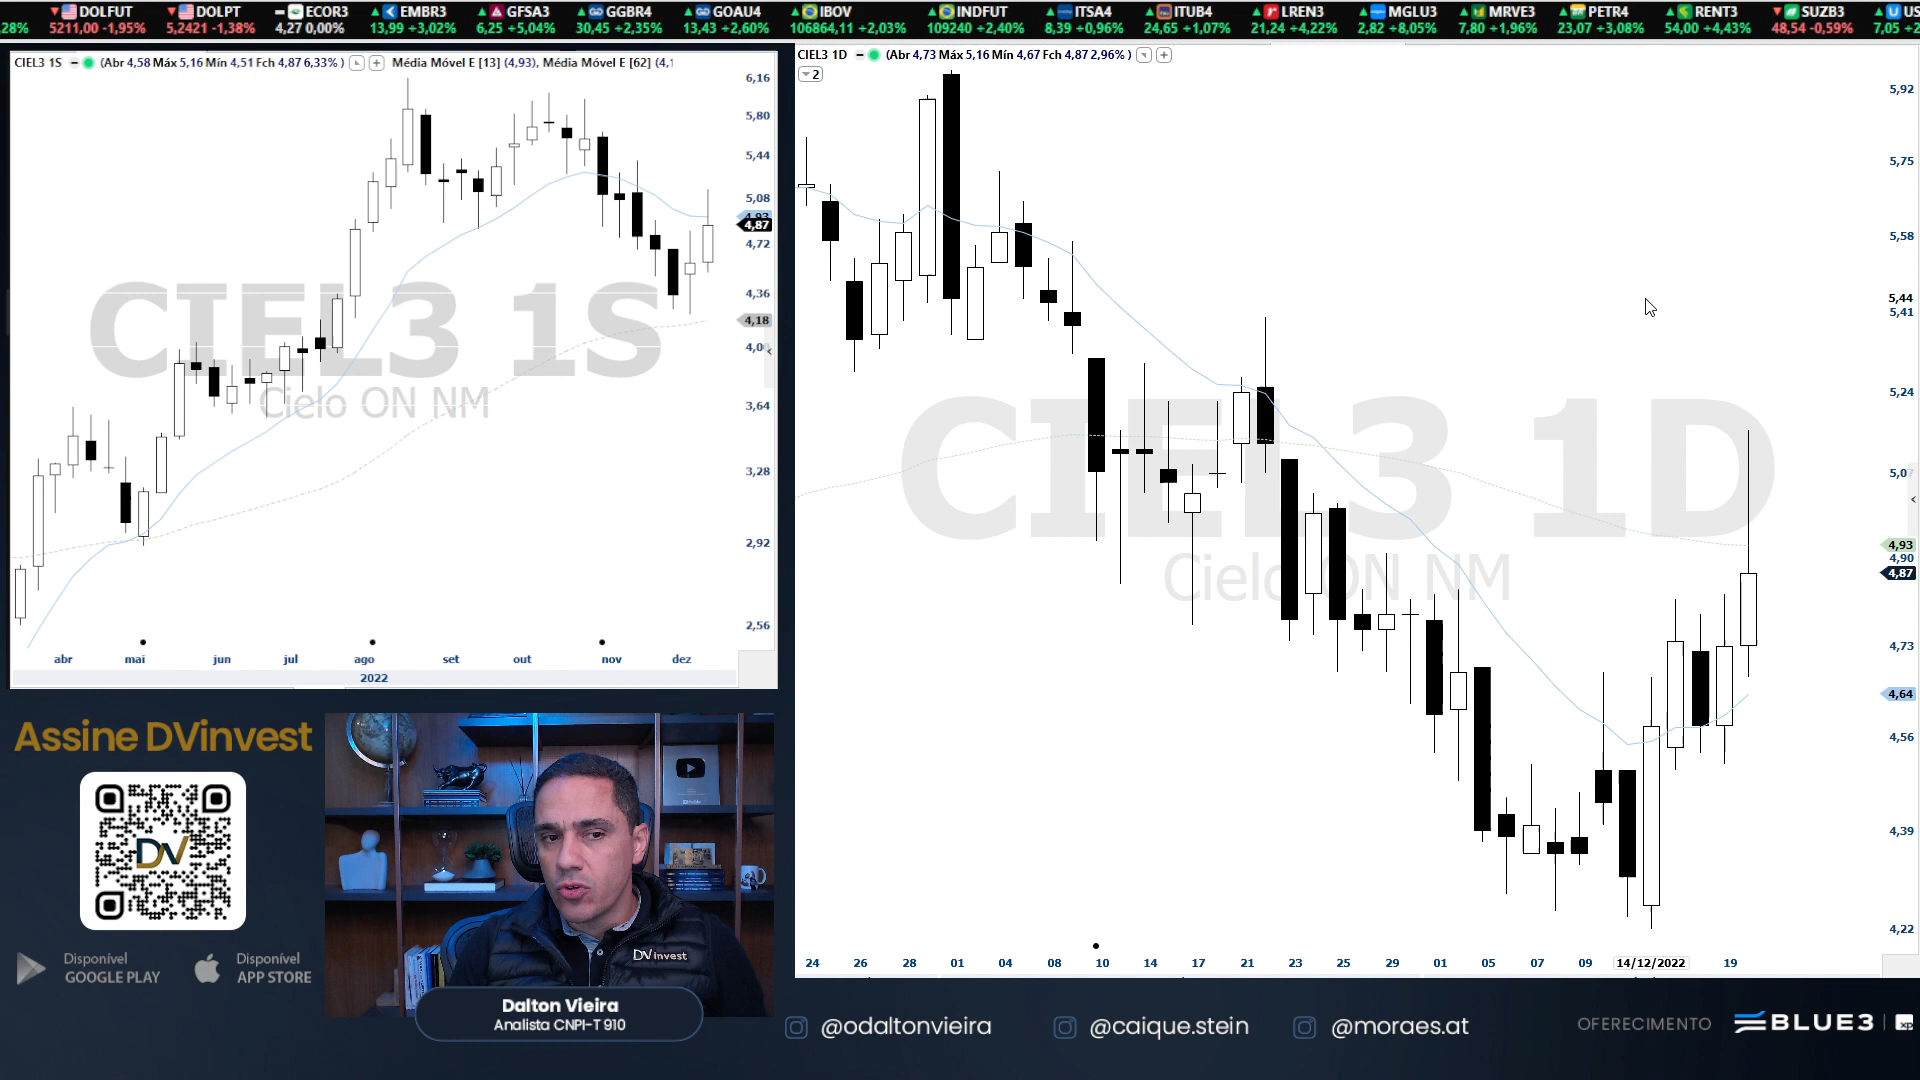 28% DOLFUT 5211,00 -1,95% DOLPT 5,2421 -1,38% ECOR3 4,27 0,00% EMBR3 13,99 +3,02% GFSA3 6,25 +5,04% GGBR4 30,45 +2,35% GOAU4 13,43 +2,60% IBOV 106864,11 +2,03% INDFUT 109240 +2,40% ITSA4 8,39 +0,96% ITUB4 24,65 +1,07% LREN3 21,24 +4,22% MGLU3 2,82 +8,05% MRVE3 7,80 +1,96% PETR4 23,07 +3,08% RENT3 54,00 +4,43% SUZB3 48,54 -0,59% US 7,05 +2
CIEL3 1S (Abr 4,58 Máx 5,16 Mín 4,51 Fch 4,87 6,33% ) Média Móvel E [13] (4,93), Média Móvel E [62] (4,1
6,16
5,80
5,44
5,08
4,93
4,87
4,72
4,36
4,18
4,00
3,64
3,28
2,92
2,56
CIEL3 1S
Cielo ON NM
abr mai jun jul ago set out nov dez
2022
CIEL3 1D (Abr 4,73 Máx 5,16 Mín 4,67 Fch 4,87 2,96% )
2
5,92
5,75
5,58
5,44
5,41
5,24
5,07
4,93
4,90
4,87
4,73
4,64
4,56
4,39
4,22
CIEL3 1D
Cielo ON NM
24 26 28 01 04 08 10 14 17 21 23 25 29 01 05 07 09 14/12/2022 19
Assine DVinvest
DV
Disponível
GOOGLE PLAY
Disponível
APP STORE
DVinvest
Dalton Vieira
Analista CNPI-T 910
@odaltonvieira
@caique.stein
@moraes.at
OFERECIMENTO BLUE3 xp